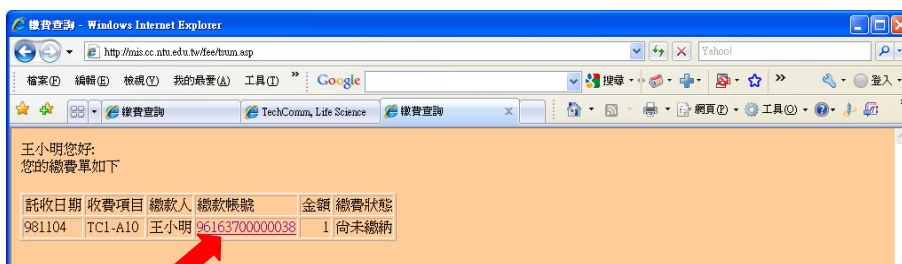 繳費查詢 - Windows Internet Explorer
http://mis.cc.ntu.edu.tw/fee/tsum.asp
Yahoo!
檔案(F) 編輯(E) 檢視(V) 我的最愛(A) 工具(T) » Google 搜尋 » 登入
繳費查詢 TechComm, Life Science 繳費查詢 X 網頁(P) 工具(O)
王小明您好:
您的繳費單如下
託收日期 收費項目 繳款人 繳款帳號 金額 繳費狀態
981104 TC1-A10 王小明 96163700000038 1 尚未繳納